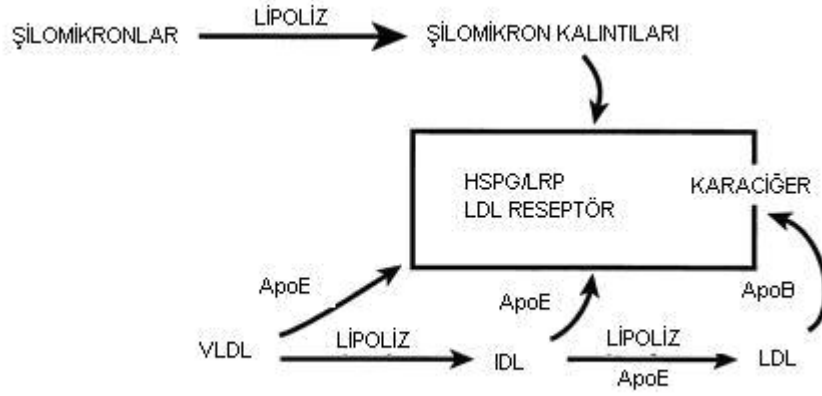 LİPOLİZ
ŞİLOMİKRONLAR
ŞİLOMİKRON KALINTILARI
HSPG/LRP
LDL RESEPTÖR
KARACİĞER
ApoE
ApoE
ApoB
VLDL
LİPOLİZ
IDL
LİPOLİZ
ApoE
LDL